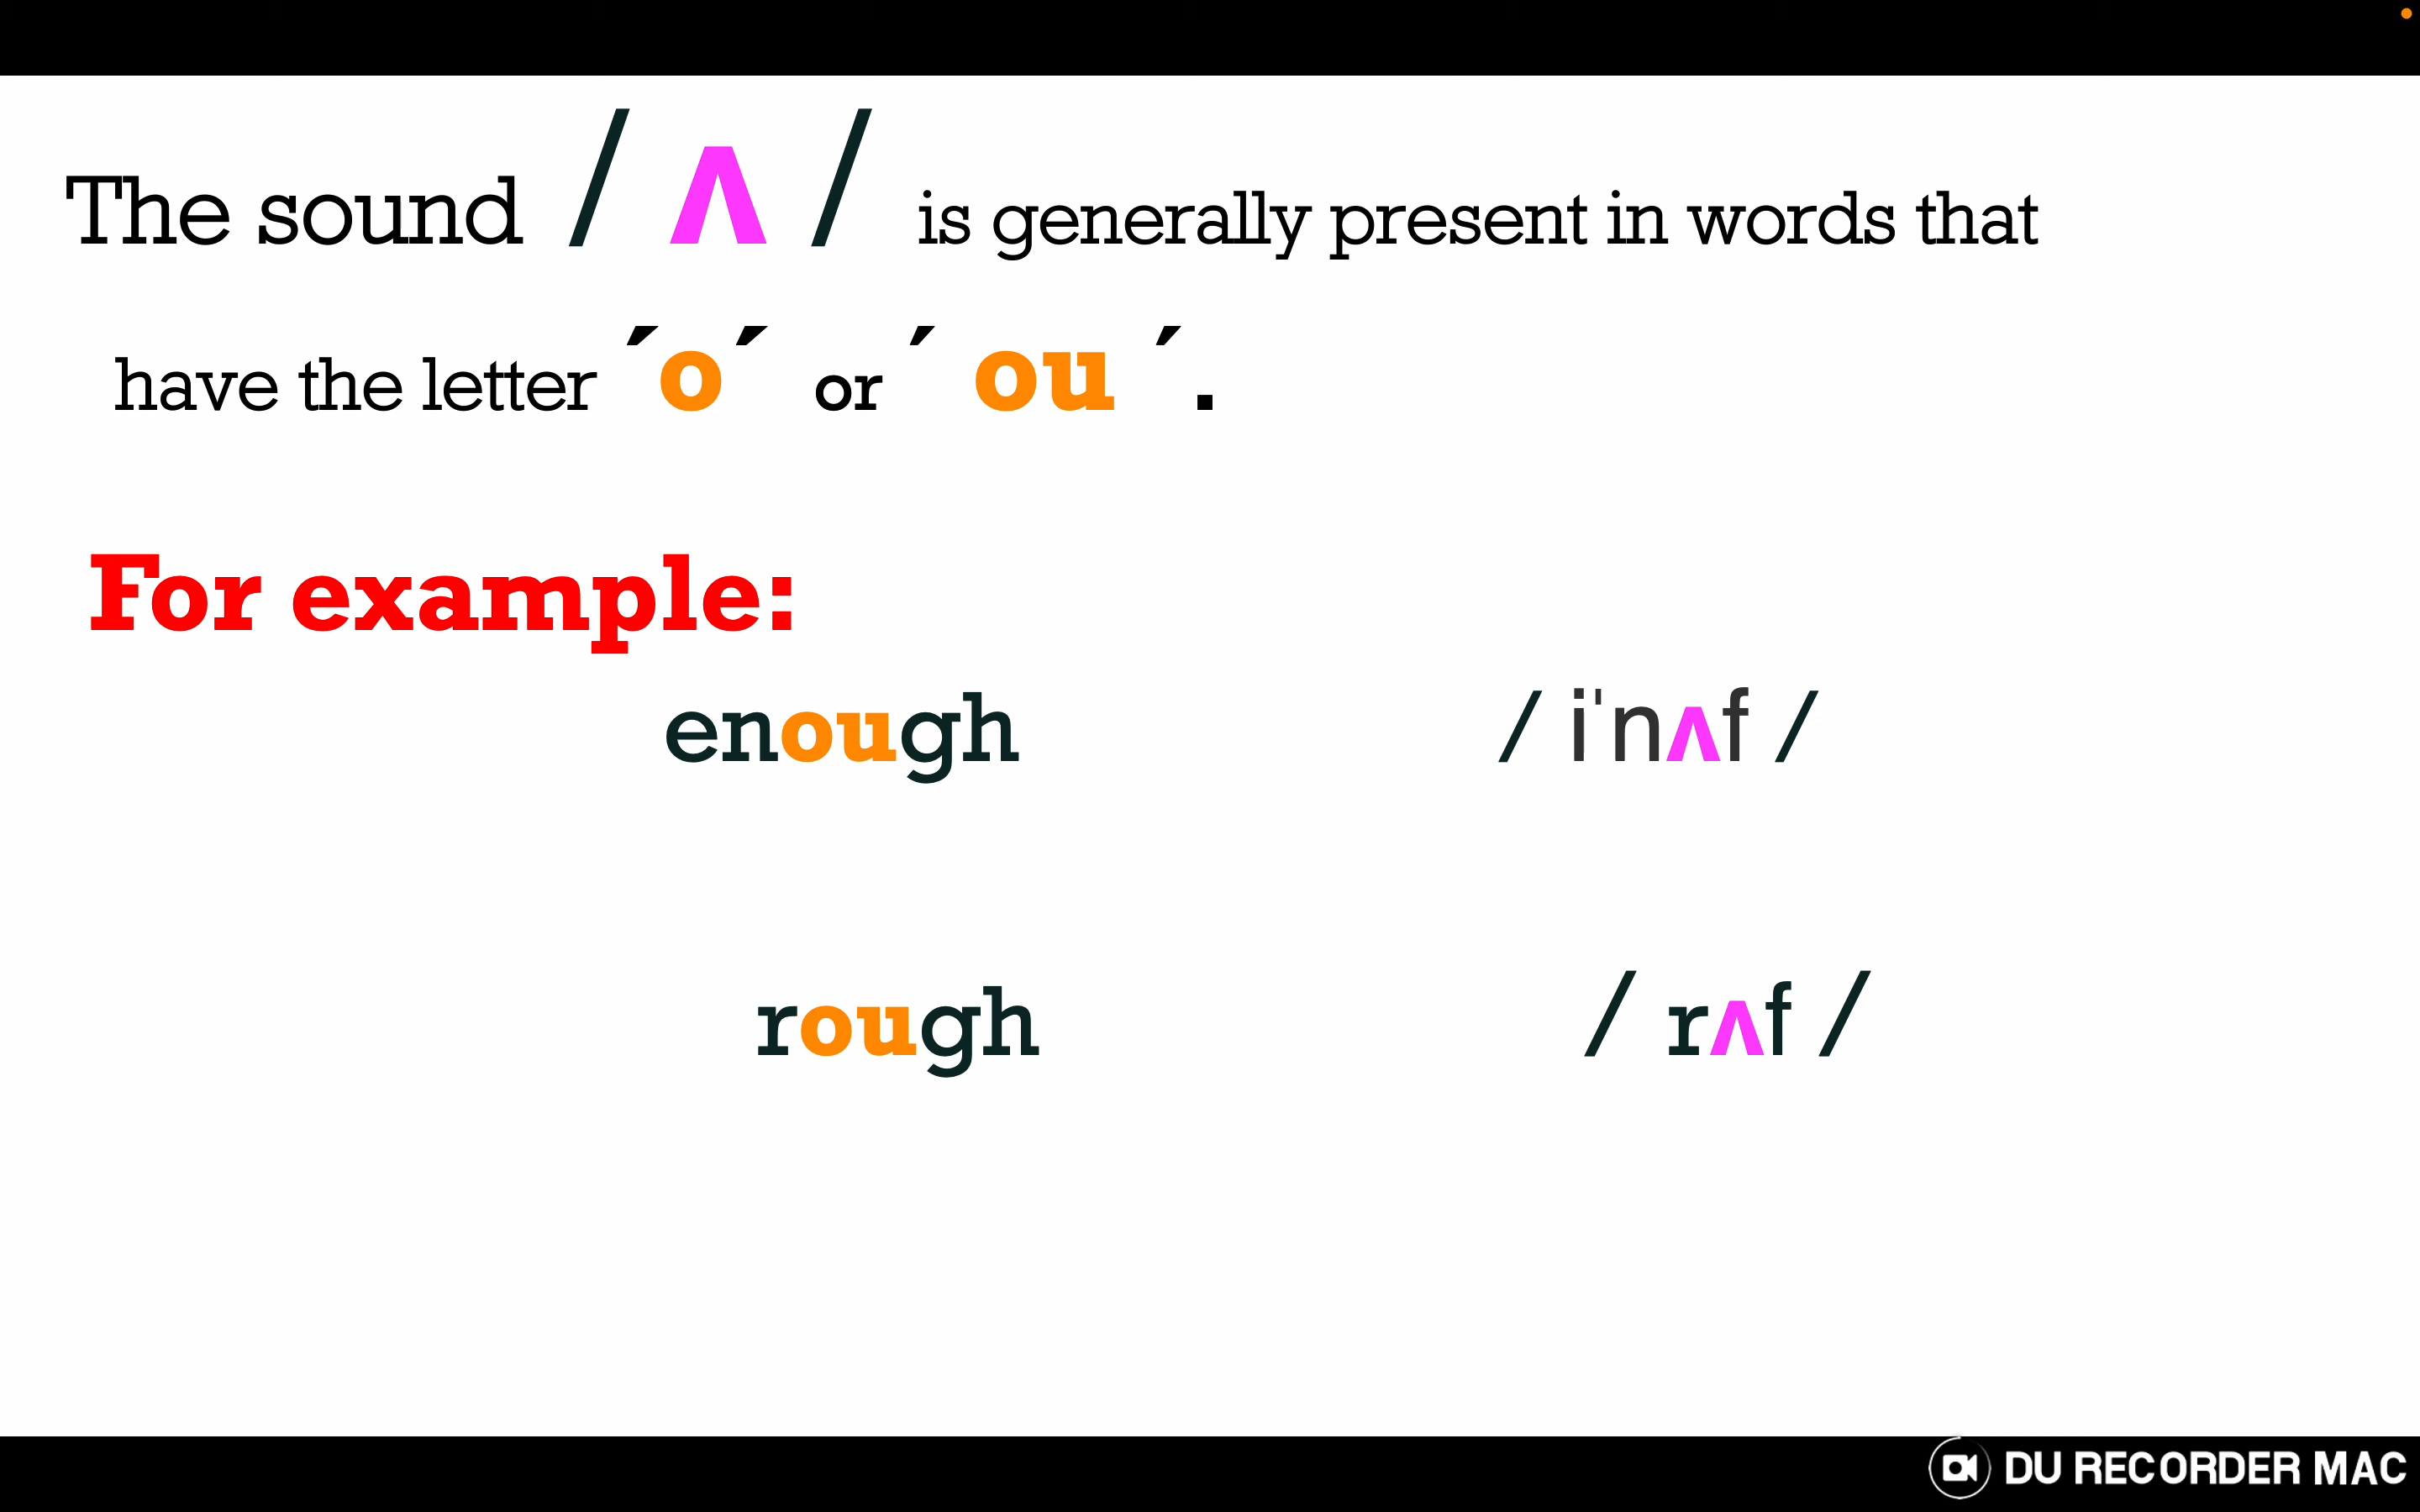 The sound / ʌ / is generally present in words that
have the letter ´o´ or ´ ou ´.
For example:
enough / iˈnʌf /
rough / rʌf /
DU RECORDER MAC